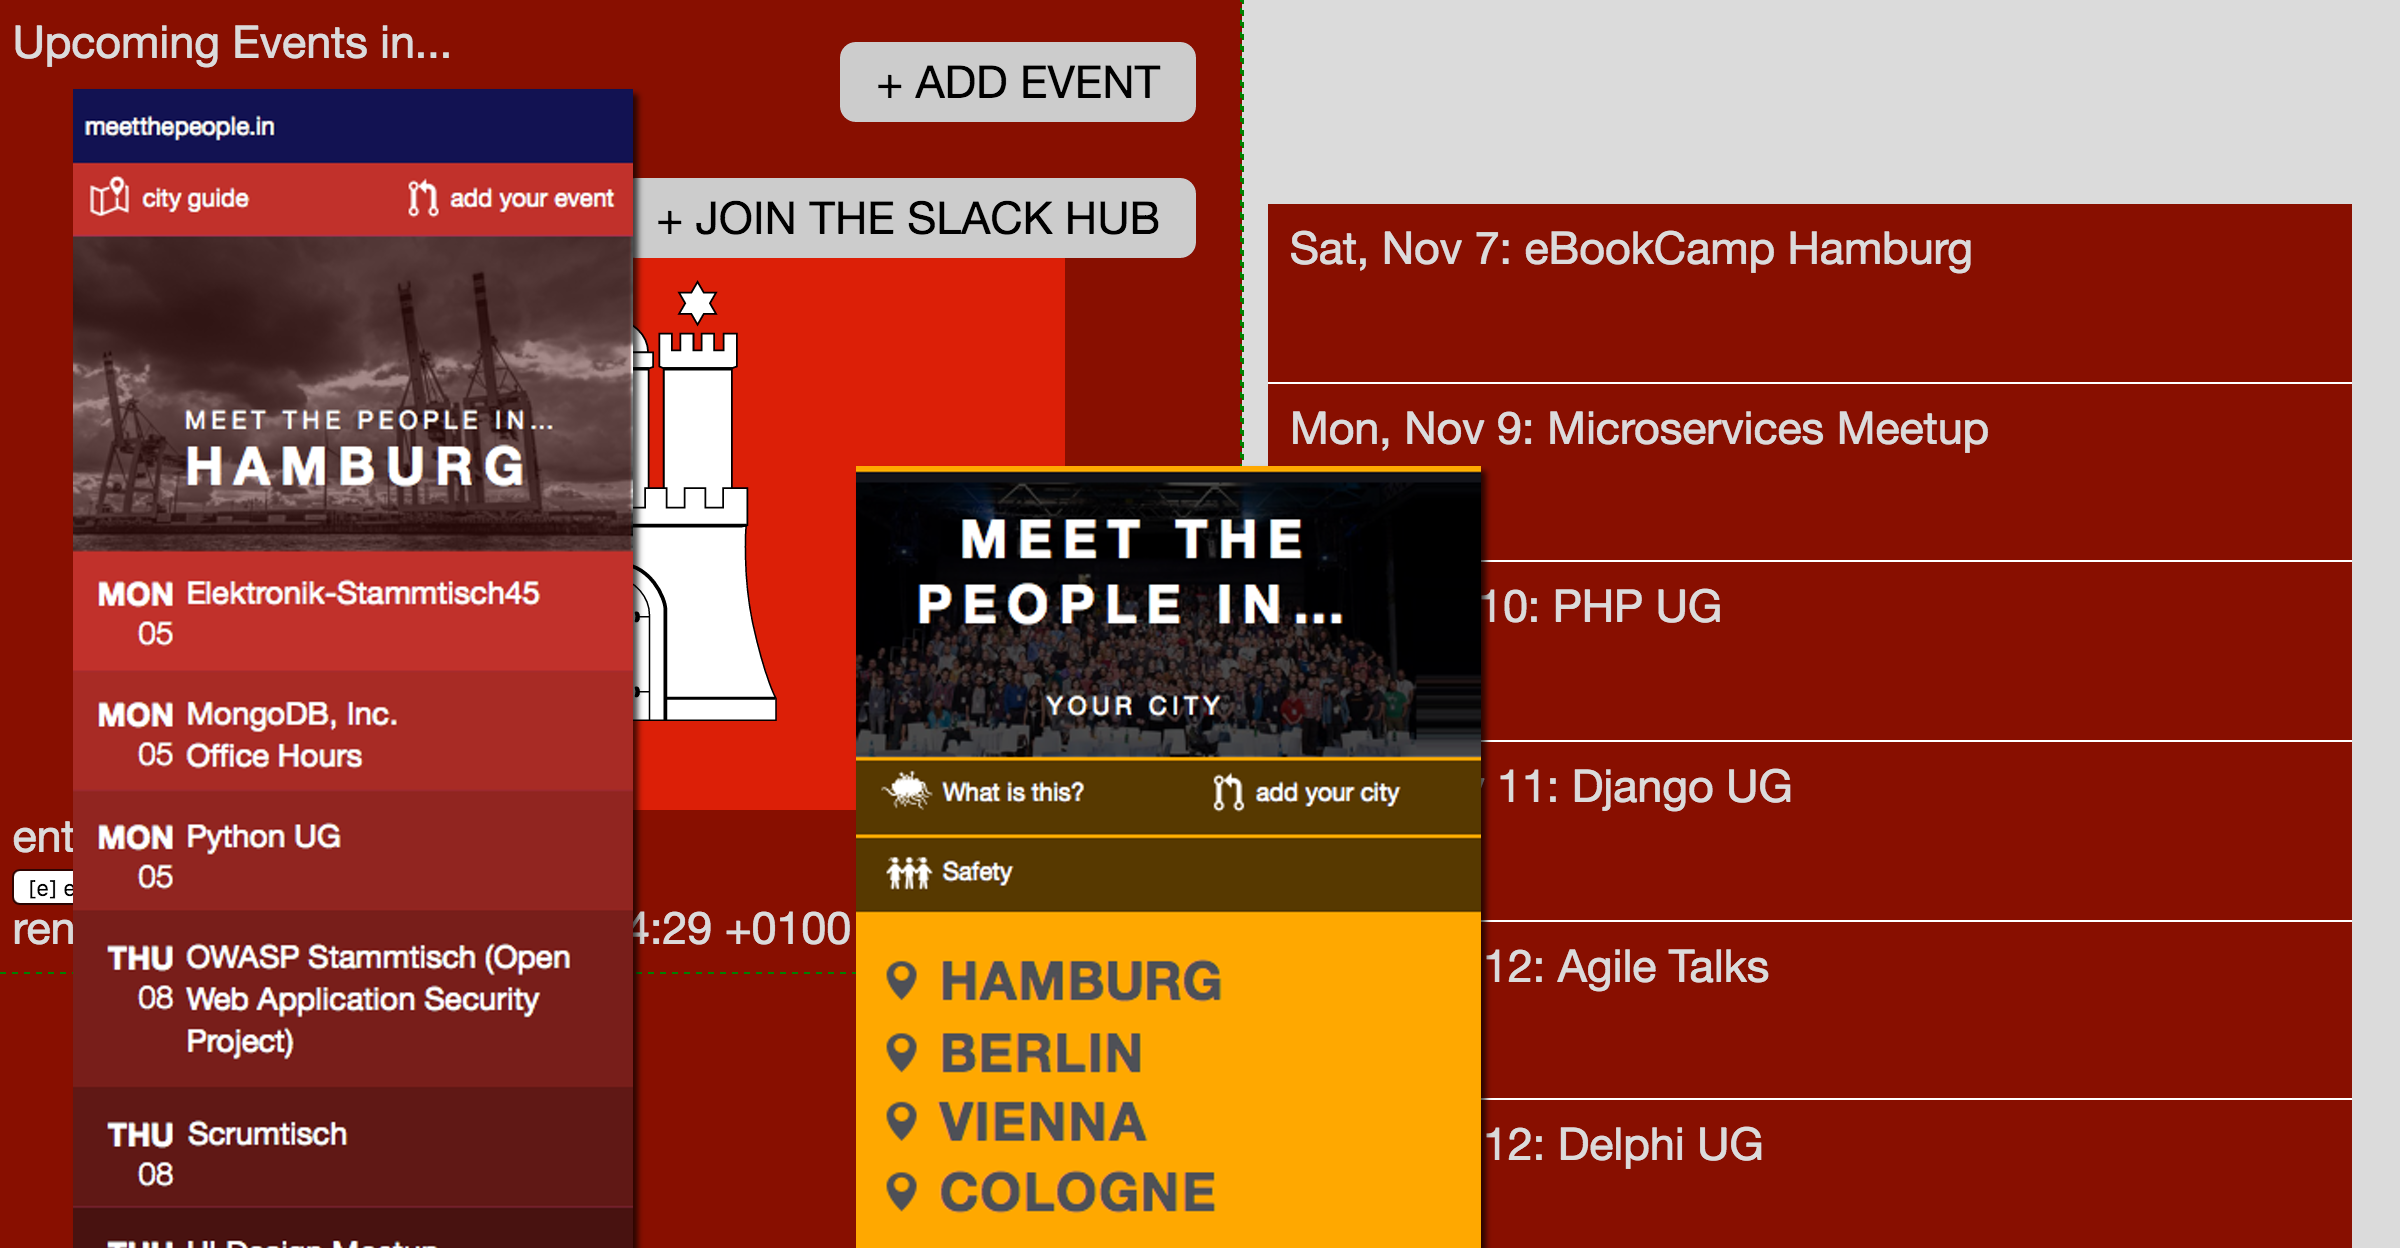 Upcoming Events in...
+ ADD EVENT
+ JOIN THE SLACK HUB
meetthepeople.in
city guide
add your event
MEET THE PEOPLE IN...
HAMBURG
MON Elektronik-Stammtisch45
05
MON MongoDB, Inc.
05 Office Hours
MON Python UG
05
THU OWASP Stammtisch (Open
08 Web Application Security
Project)
THU Scrumtisch
08
THU UI Design Meetup
ent
[e] e
ren
4:29 +0100
MEET THE
PEOPLE IN...
YOUR CITY
What is this?
add your city
Safety
HAMBURG
BERLIN
VIENNA
COLOGNE
Sat, Nov 7: eBookCamp Hamburg
Mon, Nov 9: Microservices Meetup
10: PHP UG
11: Django UG
12: Agile Talks
12: Delphi UG